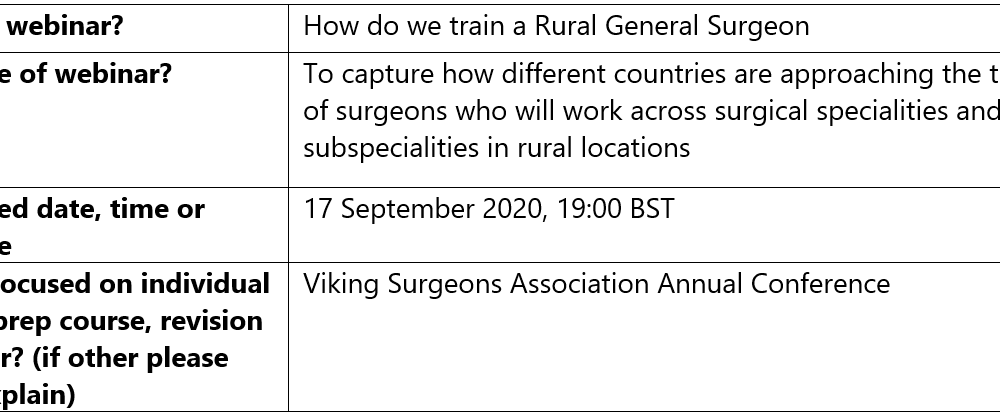 webinar?
How do we train a Rural General Surgeon
e of webinar?
To capture how different countries are approaching the t
of surgeons who will work across surgical specialities and
subspecialities in rural locations
ed date, time or
e
17 September 2020, 19:00 BST
ocused on individual
prep course, revision
r? (if other please
xplain)
Viking Surgeons Association Annual Conference